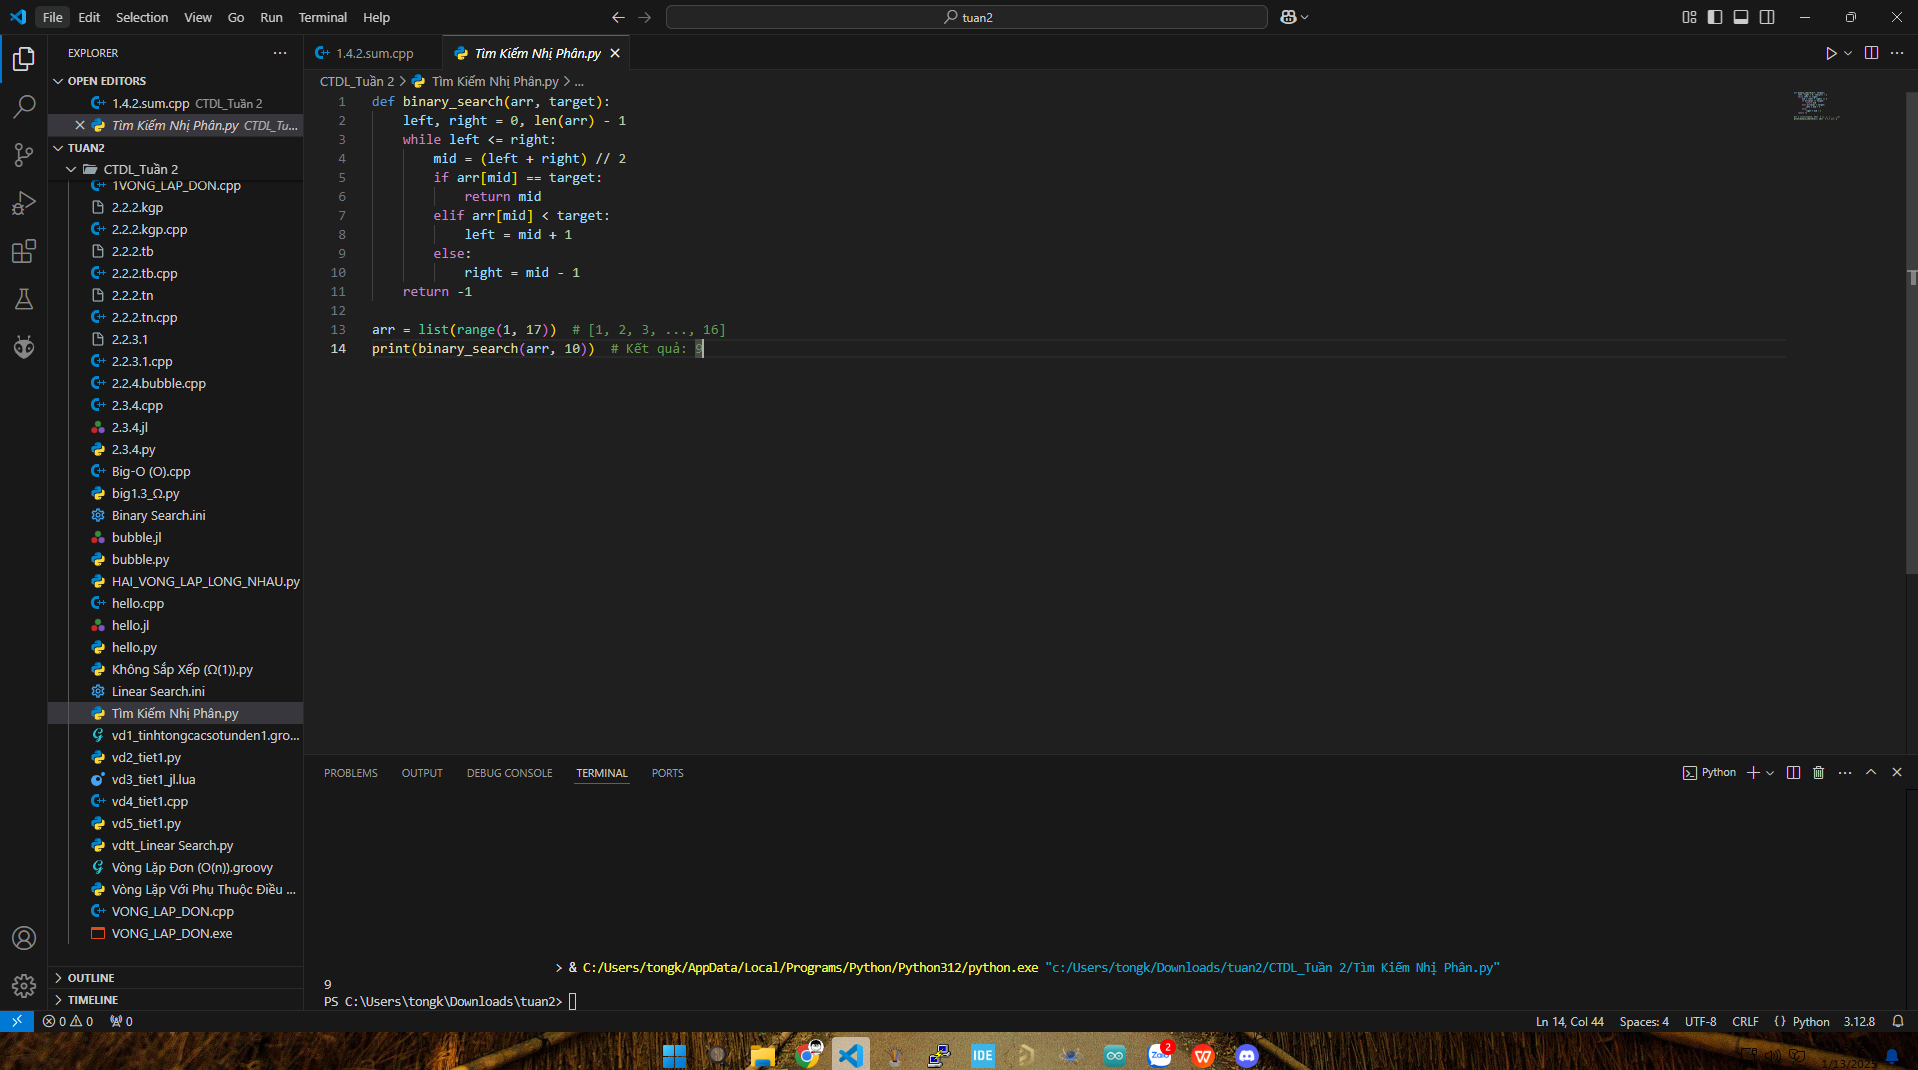 File Edit Selection View Go Run Terminal Help
tuan2
EXPLORER
OPEN EDITORS
1.4.2.sum.cpp CTDL_Tuần 2
Tìm Kiếm Nhị Phân.py CTDL_Tu...
TUAN2
CTDL_Tuần 2
1VONG_LAP_DON.cpp
2.2.2.kgp
2.2.2.kgp.cpp
2.2.2.tb
2.2.2.tb.cpp
2.2.2.tn
2.2.2.tn.cpp
2.2.3.1
2.2.3.1.cpp
2.2.4.bubble.cpp
2.3.4.cpp
2.3.4.jl
2.3.4.py
Big-O (O).cpp
big1.3_Ω.py
Binary Search.ini
bubble.jl
bubble.py
HAI_VONG_LAP_LONG_NHAU.py
hello.cpp
hello.jl
hello.py
Không Sắp Xếp (Ω(1)).py
Linear Search.ini
Tìm Kiếm Nhị Phân.py
vd1_tinhtongcacsotunden1.gro...
vd2_tiet1.py
vd3_tiet1_jl.lua
vd4_tiet1.cpp
vd5_tiet1.py
vdtt_Linear Search.py
Vòng Lặp Đơn (O(n)).groovy
Vòng Lặp Với Phụ Thuộc Điều ...
VONG_LAP_DON.cpp
VONG_LAP_DON.exe
OUTLINE
TIMELINE
1.4.2.sum.cpp
Tìm Kiếm Nhị Phân.py
CTDL_Tuần 2 > Tìm Kiếm Nhị Phân.py > ...
1 def binary_search(arr, target):
2 left, right = 0, len(arr) - 1
3 while left <= right:
4 mid = (left + right) // 2
5 if arr[mid] == target:
6 return mid
7 elif arr[mid] < target:
8 left = mid + 1
9 else:
10 right = mid - 1
11 return -1
12
13 arr = list(range(1, 17)) # [1, 2, 3, ..., 16]
14 print(binary_search(arr, 10)) # Kết quả: 9
PROBLEMS OUTPUT DEBUG CONSOLE TERMINAL PORTS
Python
> & C:/Users/tongk/AppData/Local/Programs/Python/Python312/python.exe "c:/Users/tongk/Downloads/tuan2/CTDL_Tuần 2/Tìm Kiếm Nhị Phân.py"
9
PS C:\Users\tongk\Downloads\tuan2>
0 0 0
Ln 14, Col 44 Spaces: 4 UTF-8 CRLF {} Python 3.12.8
IDE
Zalo
2